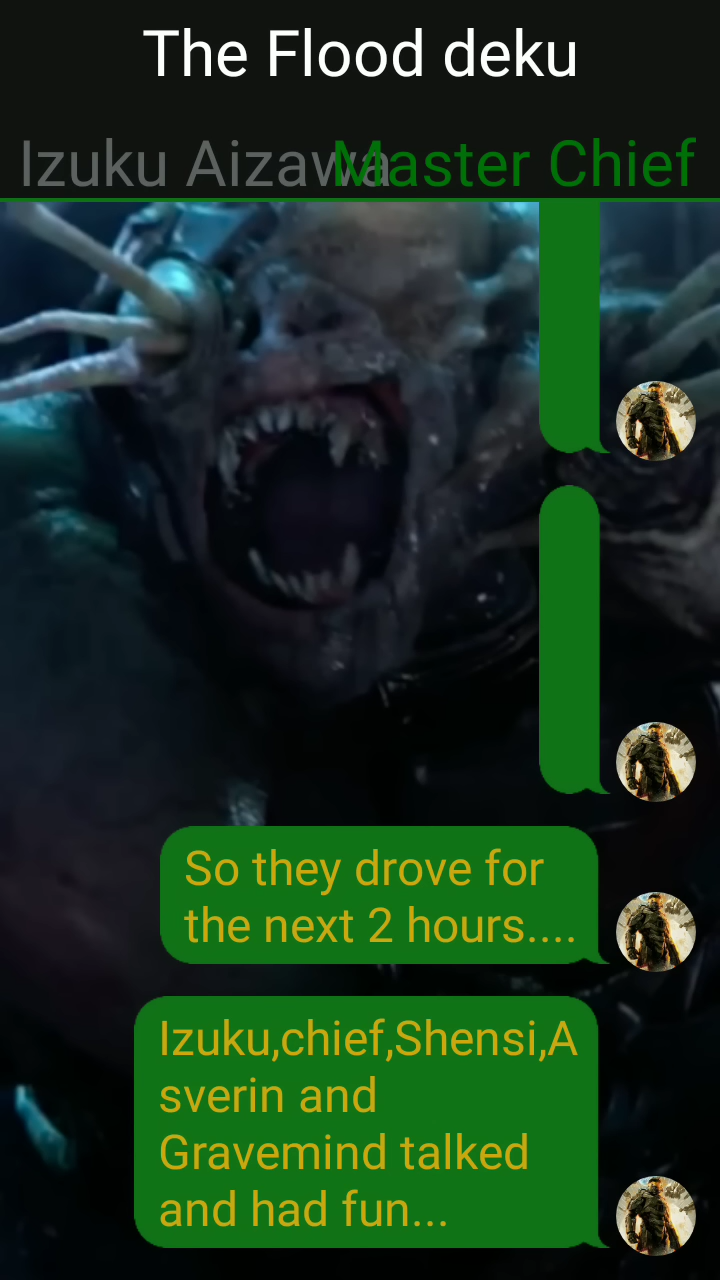 The Flood deku
Izuku Aizawa Master Chief
So they drove for
the next 2 hours....
Izuku,chief,Shensi,A
sverin and
Gravemind talked
and had fun...